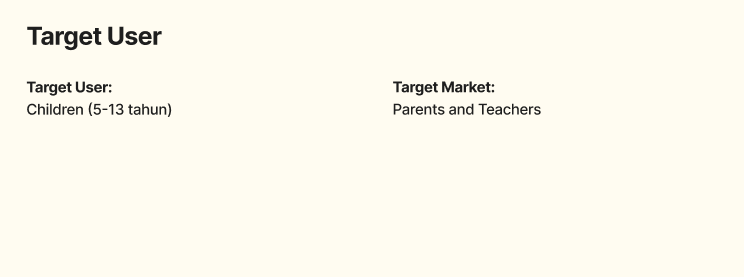 Target User
Target User:
Children (5-13 tahun)
Target Market:
Parents and Teachers